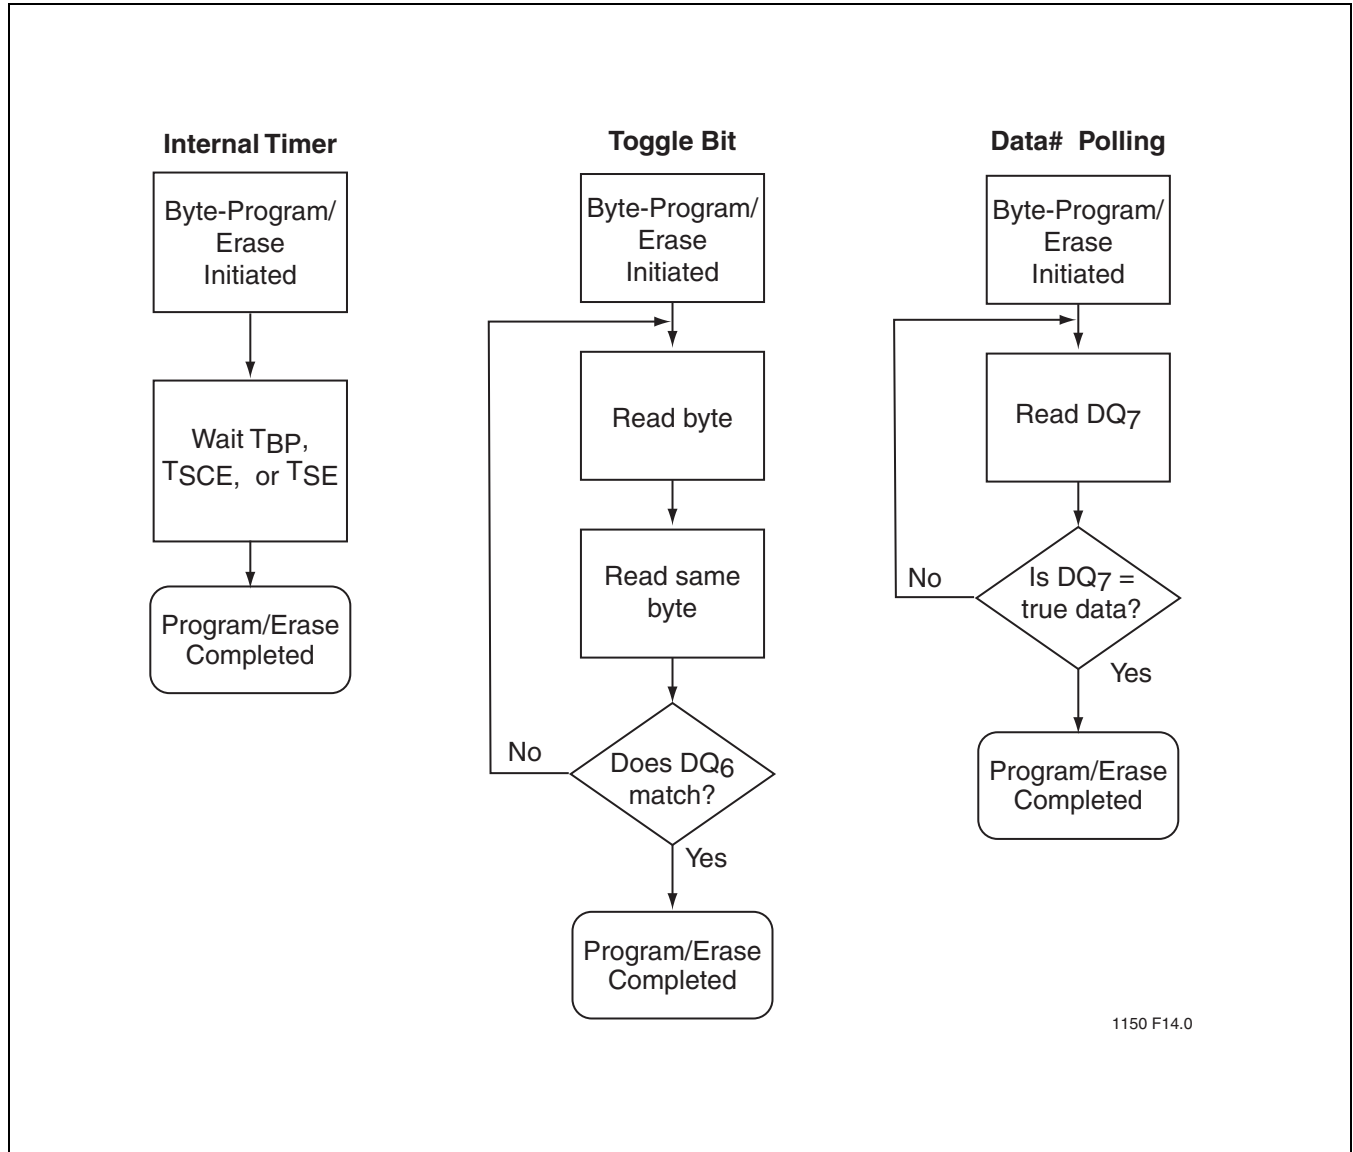 Internal Timer
Byte-Program/
Erase
Initiated
Wait TBP,
TSCE, or TSE
Program/Erase
Completed
Toggle Bit
Byte-Program/
Erase
Initiated
Read byte
Read same
byte
No
Does DQ6
match?
Yes
Program/Erase
Completed
Data# Polling
Byte-Program/
Erase
Initiated
Read DQ7
No
Is DQ7 =
true data?
Yes
Program/Erase
Completed
1150 F14.0